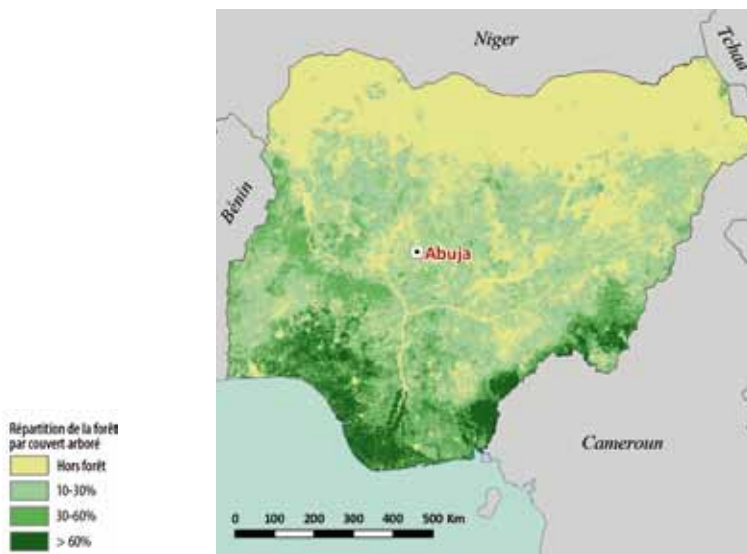 Niger
Tchad
Bénin
Abuja
Répartition de la forêt
par couvert arboré
Hors forêt
10-30%
30-60%
> 60%
Cameroun
0 100 200 300 400 500 Km